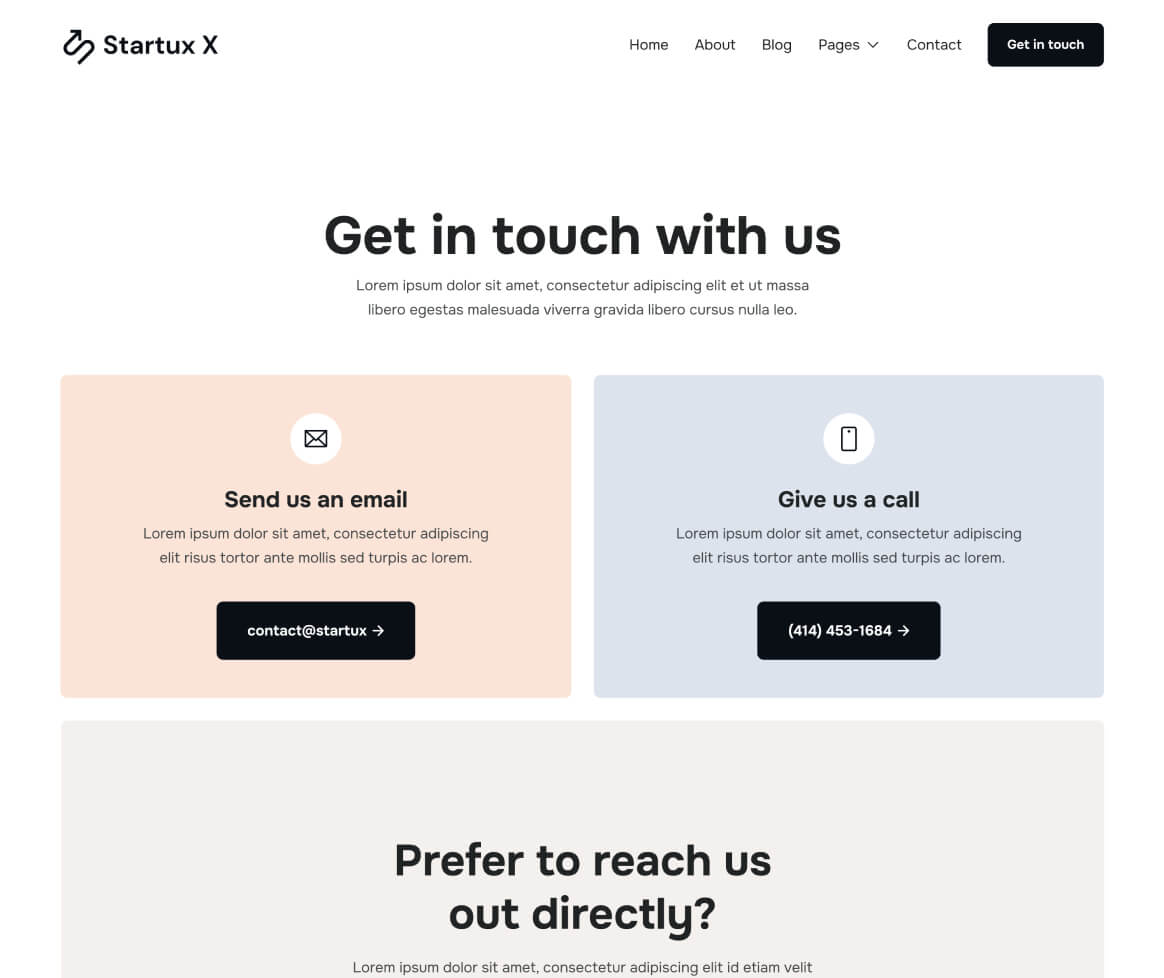 Startux X
Home About Blog Pages Contact Get in touch
Get in touch with us
Lorem ipsum dolor sit amet, consectetur adipiscing elit et ut massa
libero egestas malesuada viverra gravida libero cursus nulla leo.
Send us an email
Lorem ipsum dolor sit amet, consectetur adipiscing
elit risus tortor ante mollis sed turpis ac lorem.
contact@startux →
Give us a call
Lorem ipsum dolor sit amet, consectetur adipiscing
elit risus tortor ante mollis sed turpis ac lorem.
(414) 453-1684 →
Prefer to reach us
out directly?
Lorem ipsum dolor sit amet, consectetur adipiscing elit id etiam velit